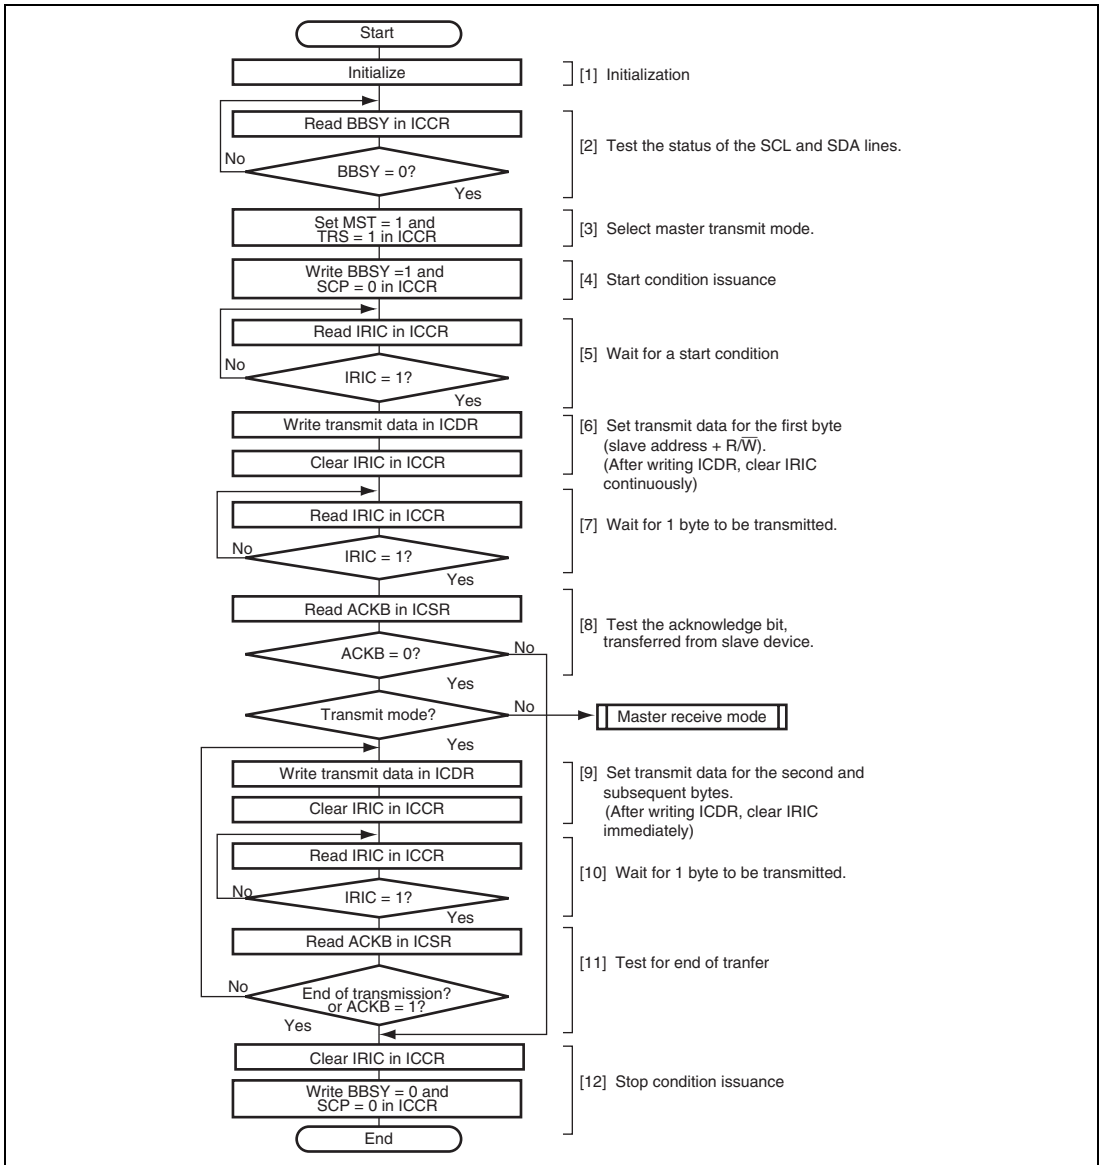 Start
Initialize
[1] Initialization
Read BBSY in ICCR
[2] Test the status of the SCL and SDA lines.
No
BBSY = 0?
Yes
Set MST = 1 and
TRS = 1 in ICCR
[3] Select master transmit mode.
Write BBSY =1 and
SCP = 0 in ICCR
[4] Start condition issuance
Read IRIC in ICCR
[5] Wait for a start condition
No
IRIC = 1?
Yes
Write transmit data in ICDR
[6] Set transmit data for the first byte
(slave address + R/W̅).
(After writing ICDR, clear IRIC
continuously)
Clear IRIC in ICCR
Read IRIC in ICCR
[7] Wait for 1 byte to be transmitted.
No
IRIC = 1?
Yes
Read ACKB in ICSR
[8] Test the acknowledge bit,
transferred from slave device.
ACKB = 0?
No
Yes
Transmit mode?
No
Master receive mode
Yes
Write transmit data in ICDR
[9] Set transmit data for the second and
subsequent bytes.
(After writing ICDR, clear IRIC
immediately)
Clear IRIC in ICCR
Read IRIC in ICCR
[10] Wait for 1 byte to be transmitted.
No
IRIC = 1?
Yes
Read ACKB in ICSR
[11] Test for end of tranfer
No
End of transmission?
or ACKB = 1?
Yes
Clear IRIC in ICCR
[12] Stop condition issuance
Write BBSY = 0 and
SCP = 0 in ICCR
End